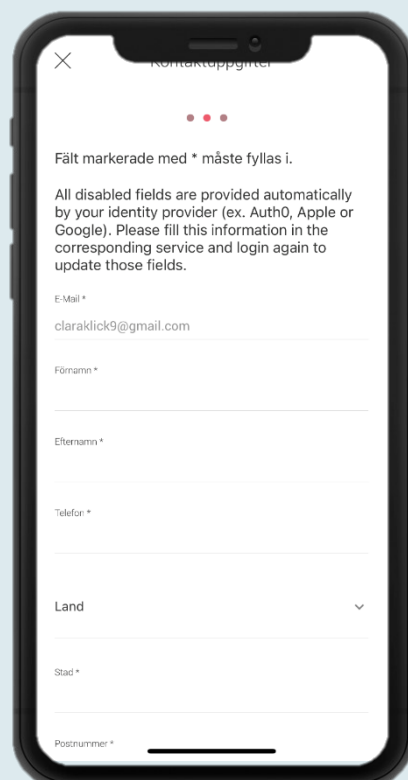 Kontaktuppgifter
Fält markerade med * måste fyllas i.
All disabled fields are provided automatically
by your identity provider (ex. Auth0, Apple or
Google). Please fill this information in the
corresponding service and login again to
update those fields.
E-Mail *
claraklick9@gmail.com
Förnamn *
Efternamn *
Telefon *
Land
Stad *
Postnummer *